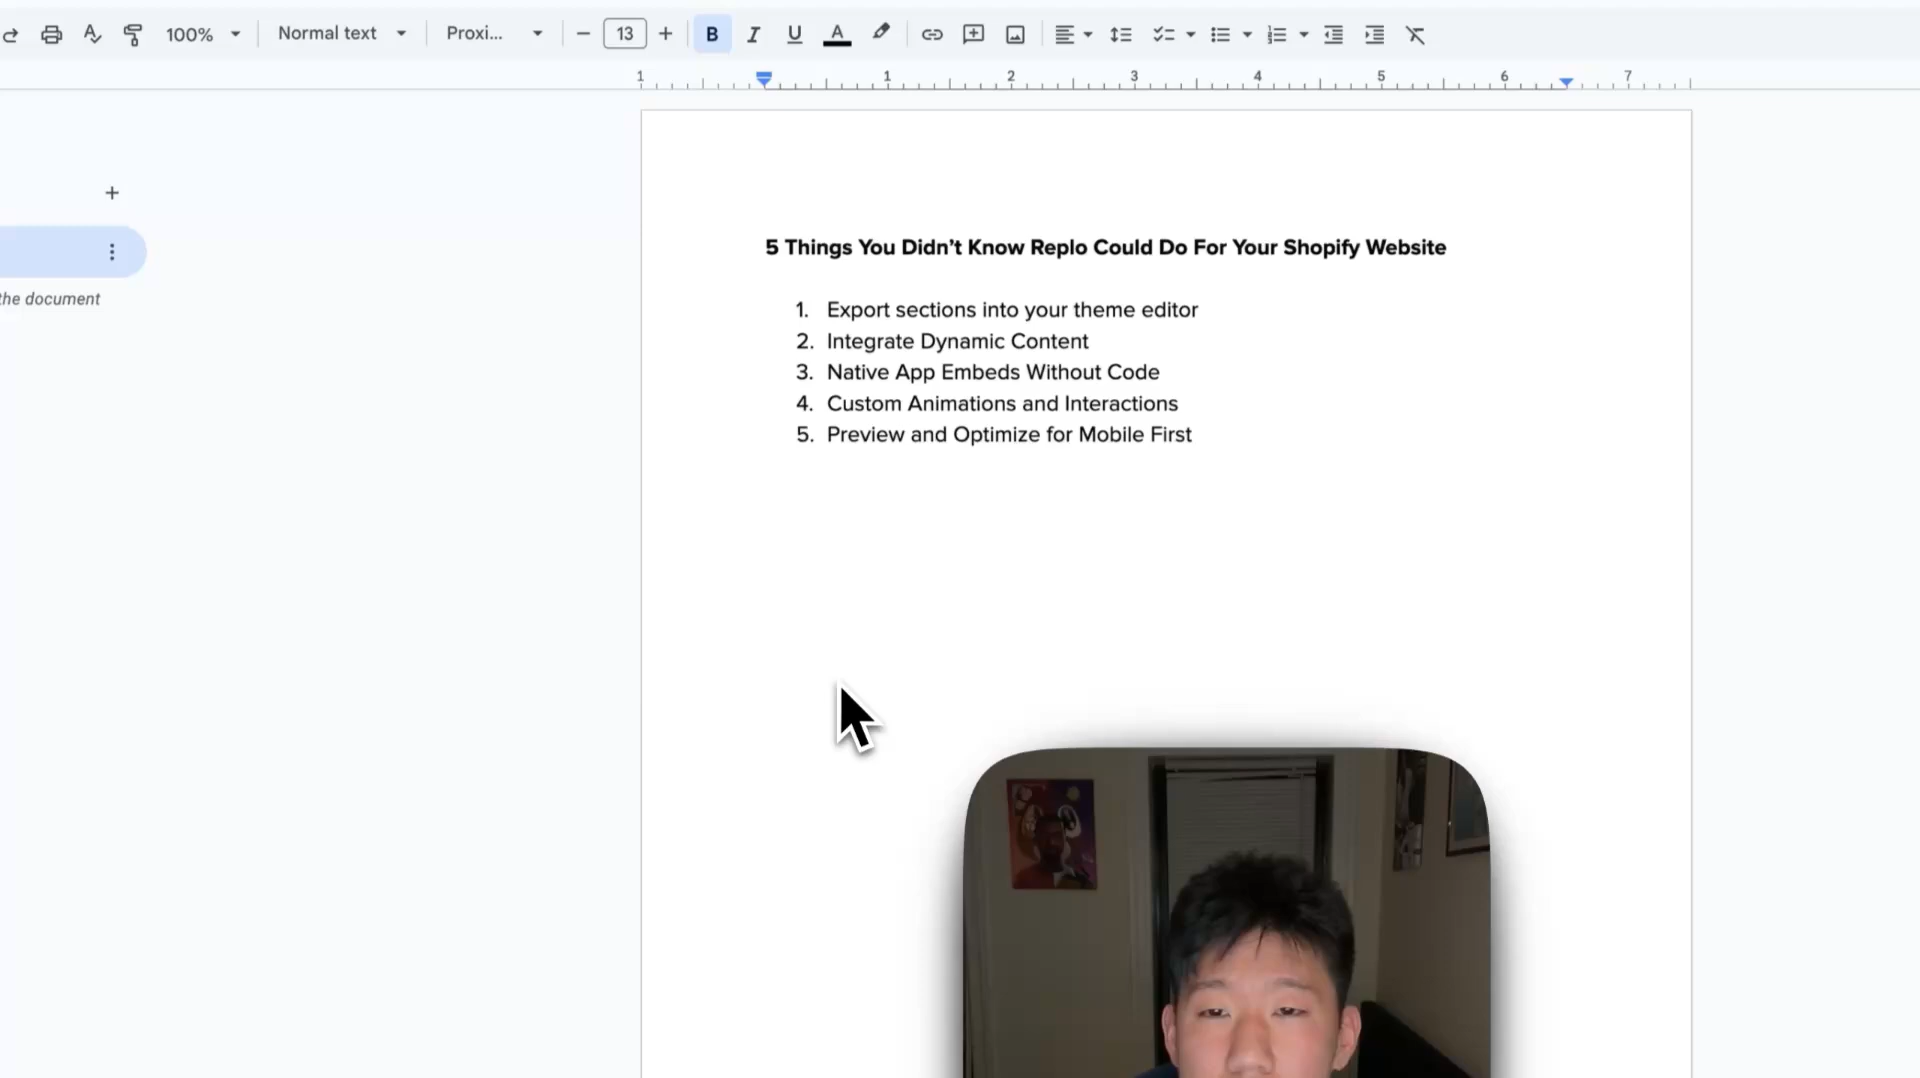 100%
Normal text
Proxi...
13
B
I
U
A
1
1
2
3
4
5
6
7
the document
5 Things You Didn’t Know Replo Could Do For Your Shopify Website
1. Export sections into your theme editor
2. Integrate Dynamic Content
3. Native App Embeds Without Code
4. Custom Animations and Interactions
5. Preview and Optimize for Mobile First